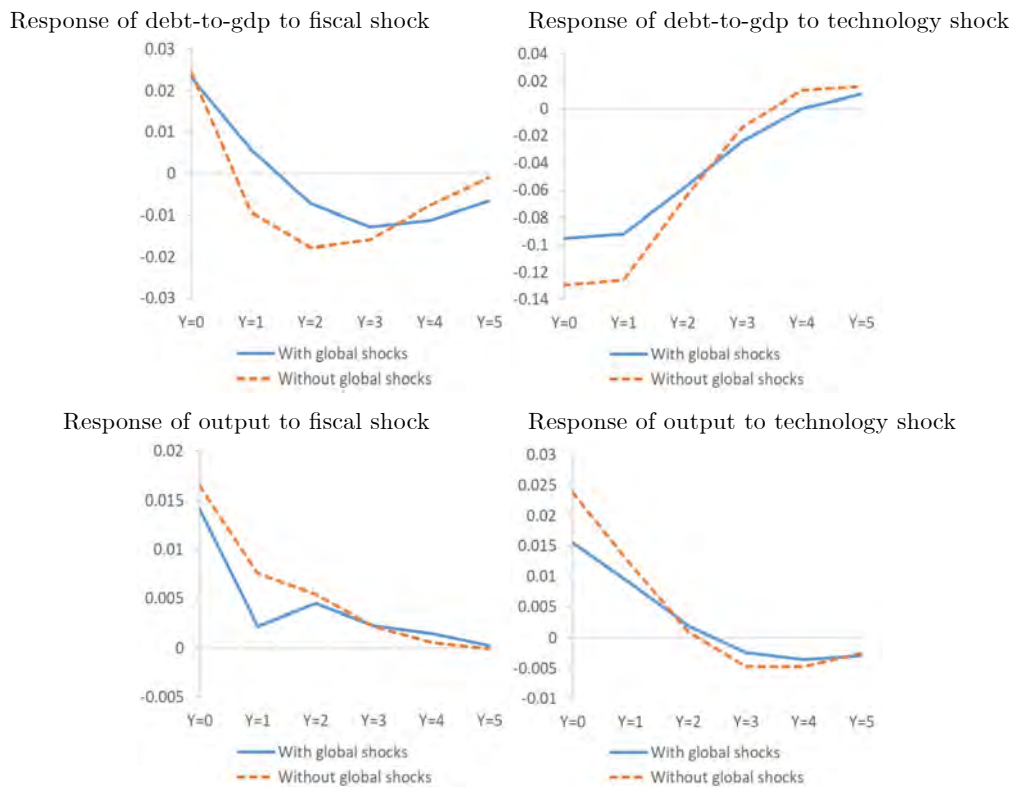 Response of debt-to-gdp to fiscal shock
0.03
0.02
0.01
0
-0.01
-0.02
-0.03
Y=0 Y=1 Y=2 Y=3 Y=4 Y=5
With global shocks
Without global shocks
Response of debt-to-gdp to technology shock
0.04
0.02
0
-0.02
-0.04
-0.06
-0.08
-0.1
-0.12
-0.14
Y=0 Y=1 Y=2 Y=3 Y=4 Y=5
With global shocks
Without global shocks
Response of output to fiscal shock
0.02
0.015
0.01
0.005
0
-0.005
Y=0 Y=1 Y=2 Y=3 Y=4 Y=5
With global shocks
Without global shocks
Response of output to technology shock
0.03
0.025
0.02
0.015
0.01
0.005
0
-0.005
-0.01
Y=0 Y=1 Y=2 Y=3 Y=4 Y=5
With global shocks
Without global shocks